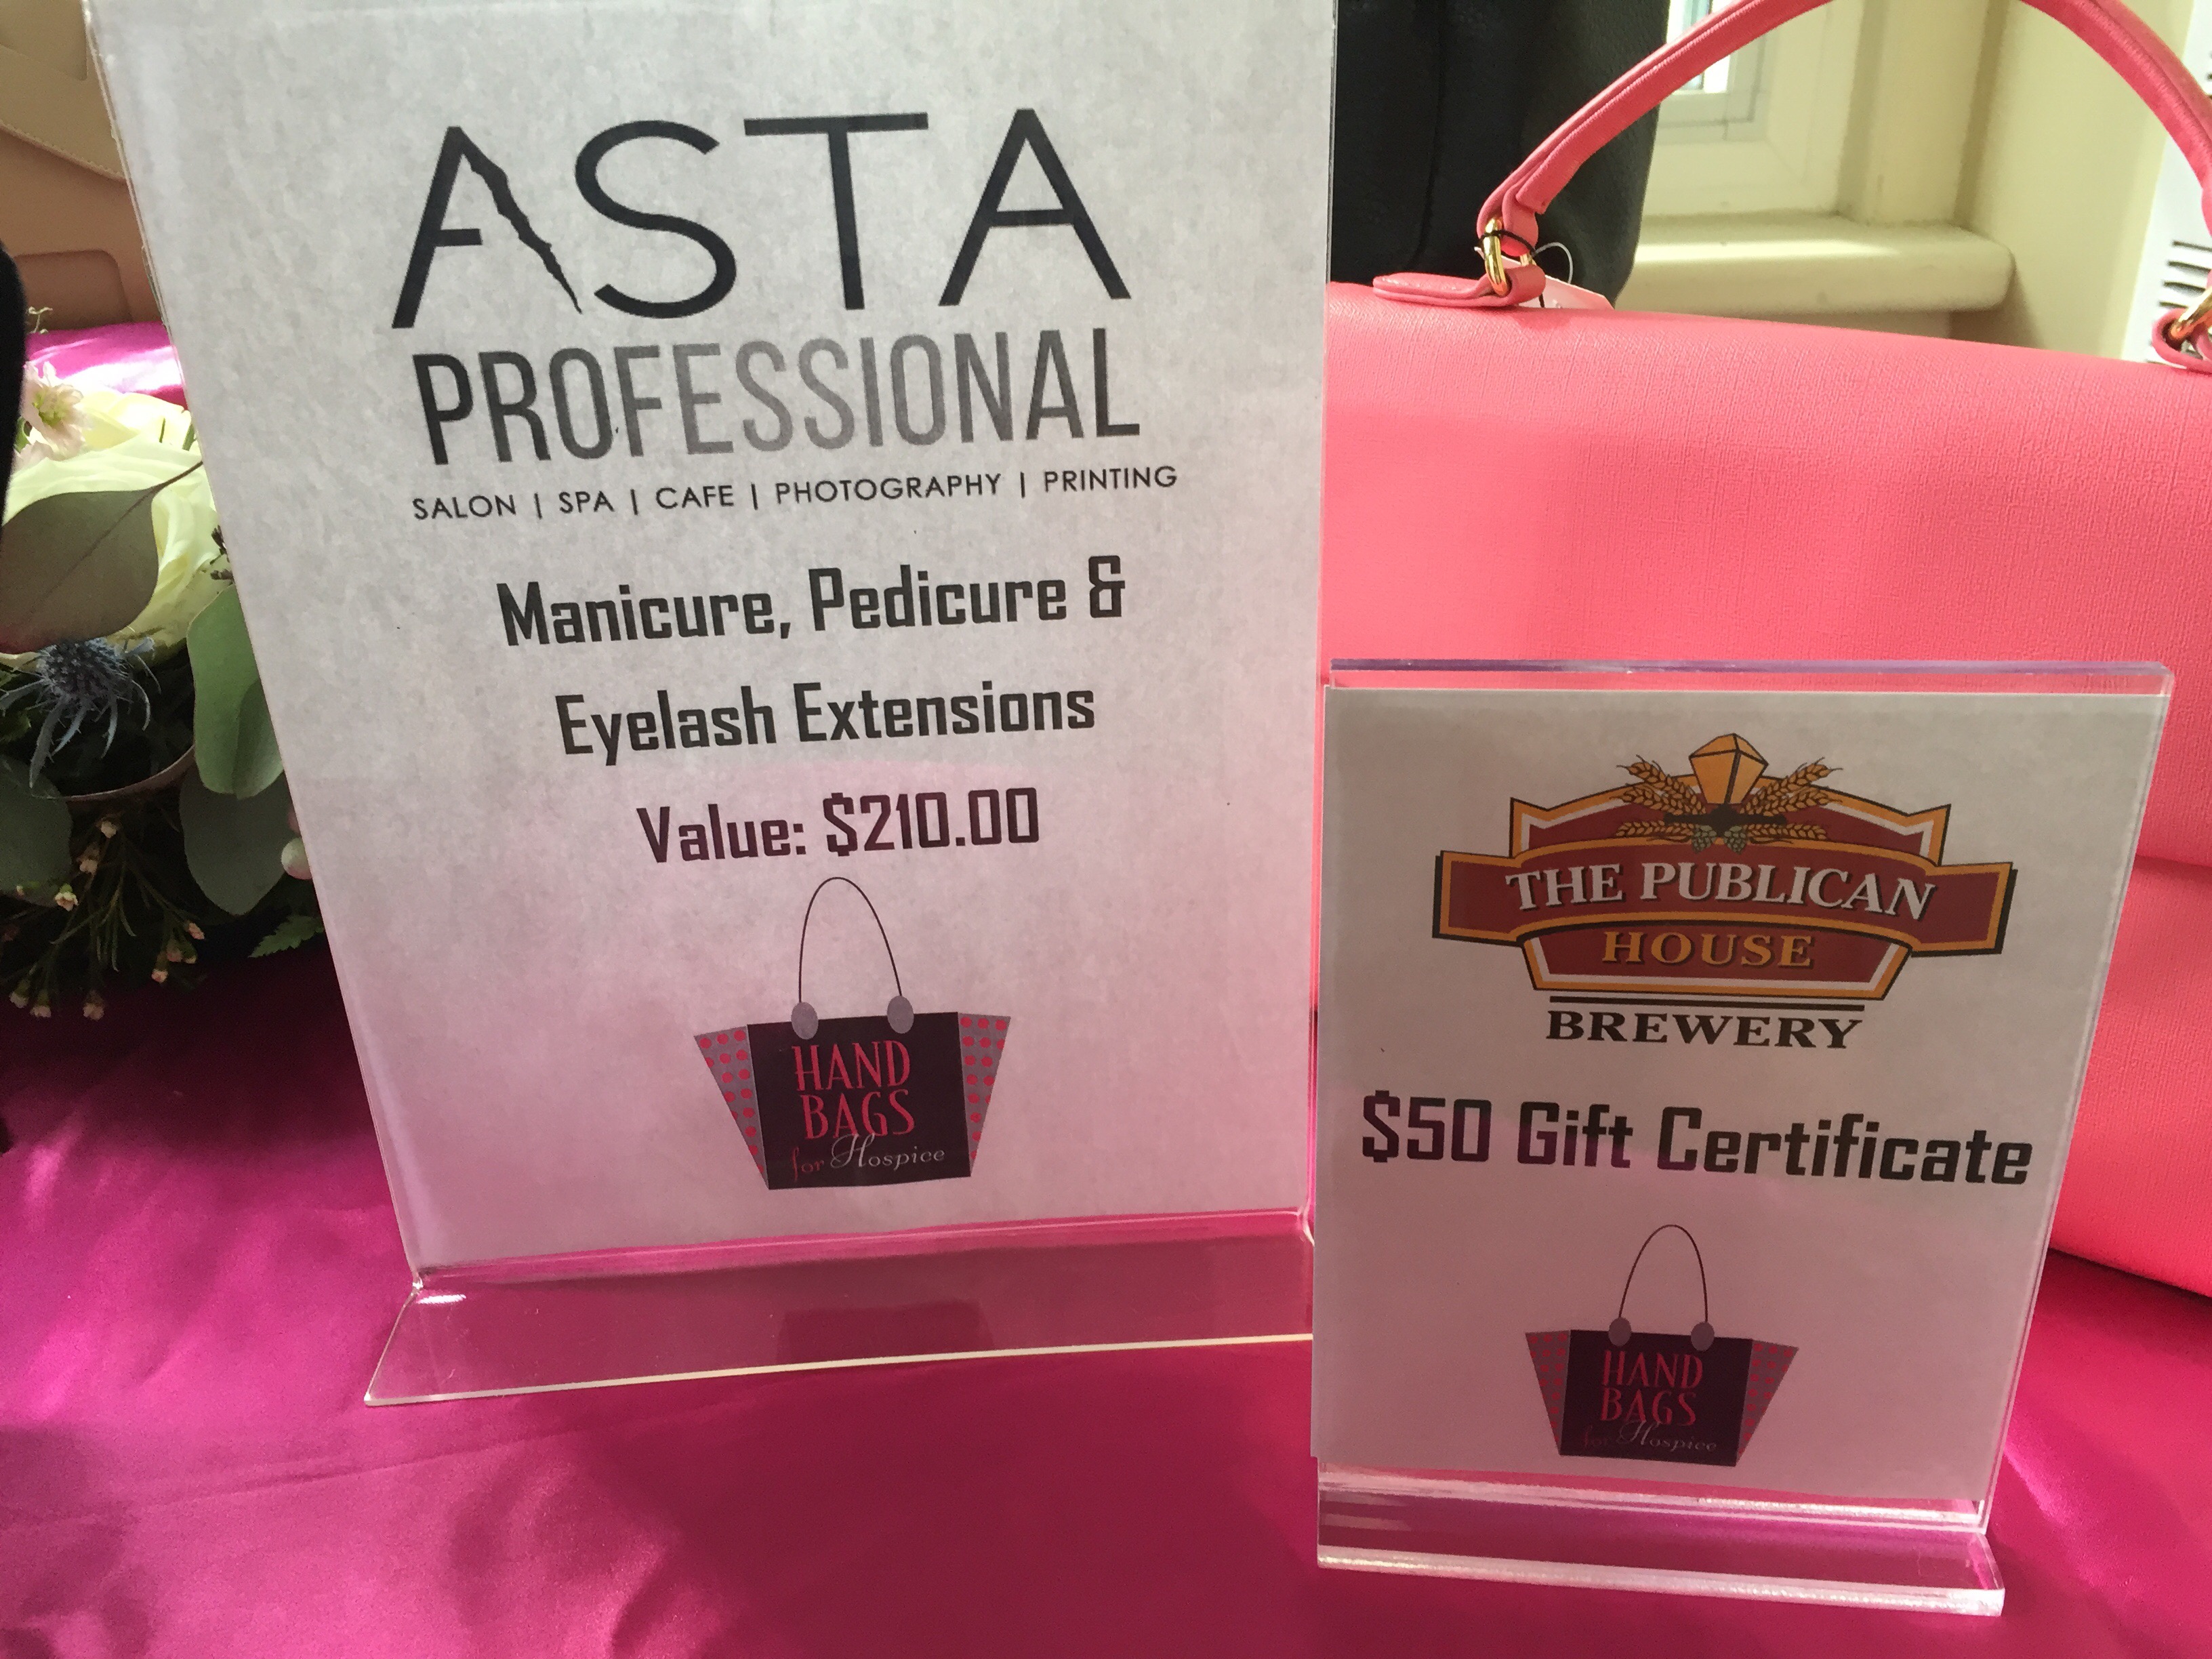 ASTA
PROFESSIONAL
SALON | SPA | CAFE | PHOTOGRAPHY | PRINTING
Manicure, Pedicure &
Eyelash Extensions
Value: $210.00
HAND
BAGS
for Hospice
THE PUBLICAN
HOUSE
BREWERY
$50 Gift Certificate
HAND
BAGS
for Hospice